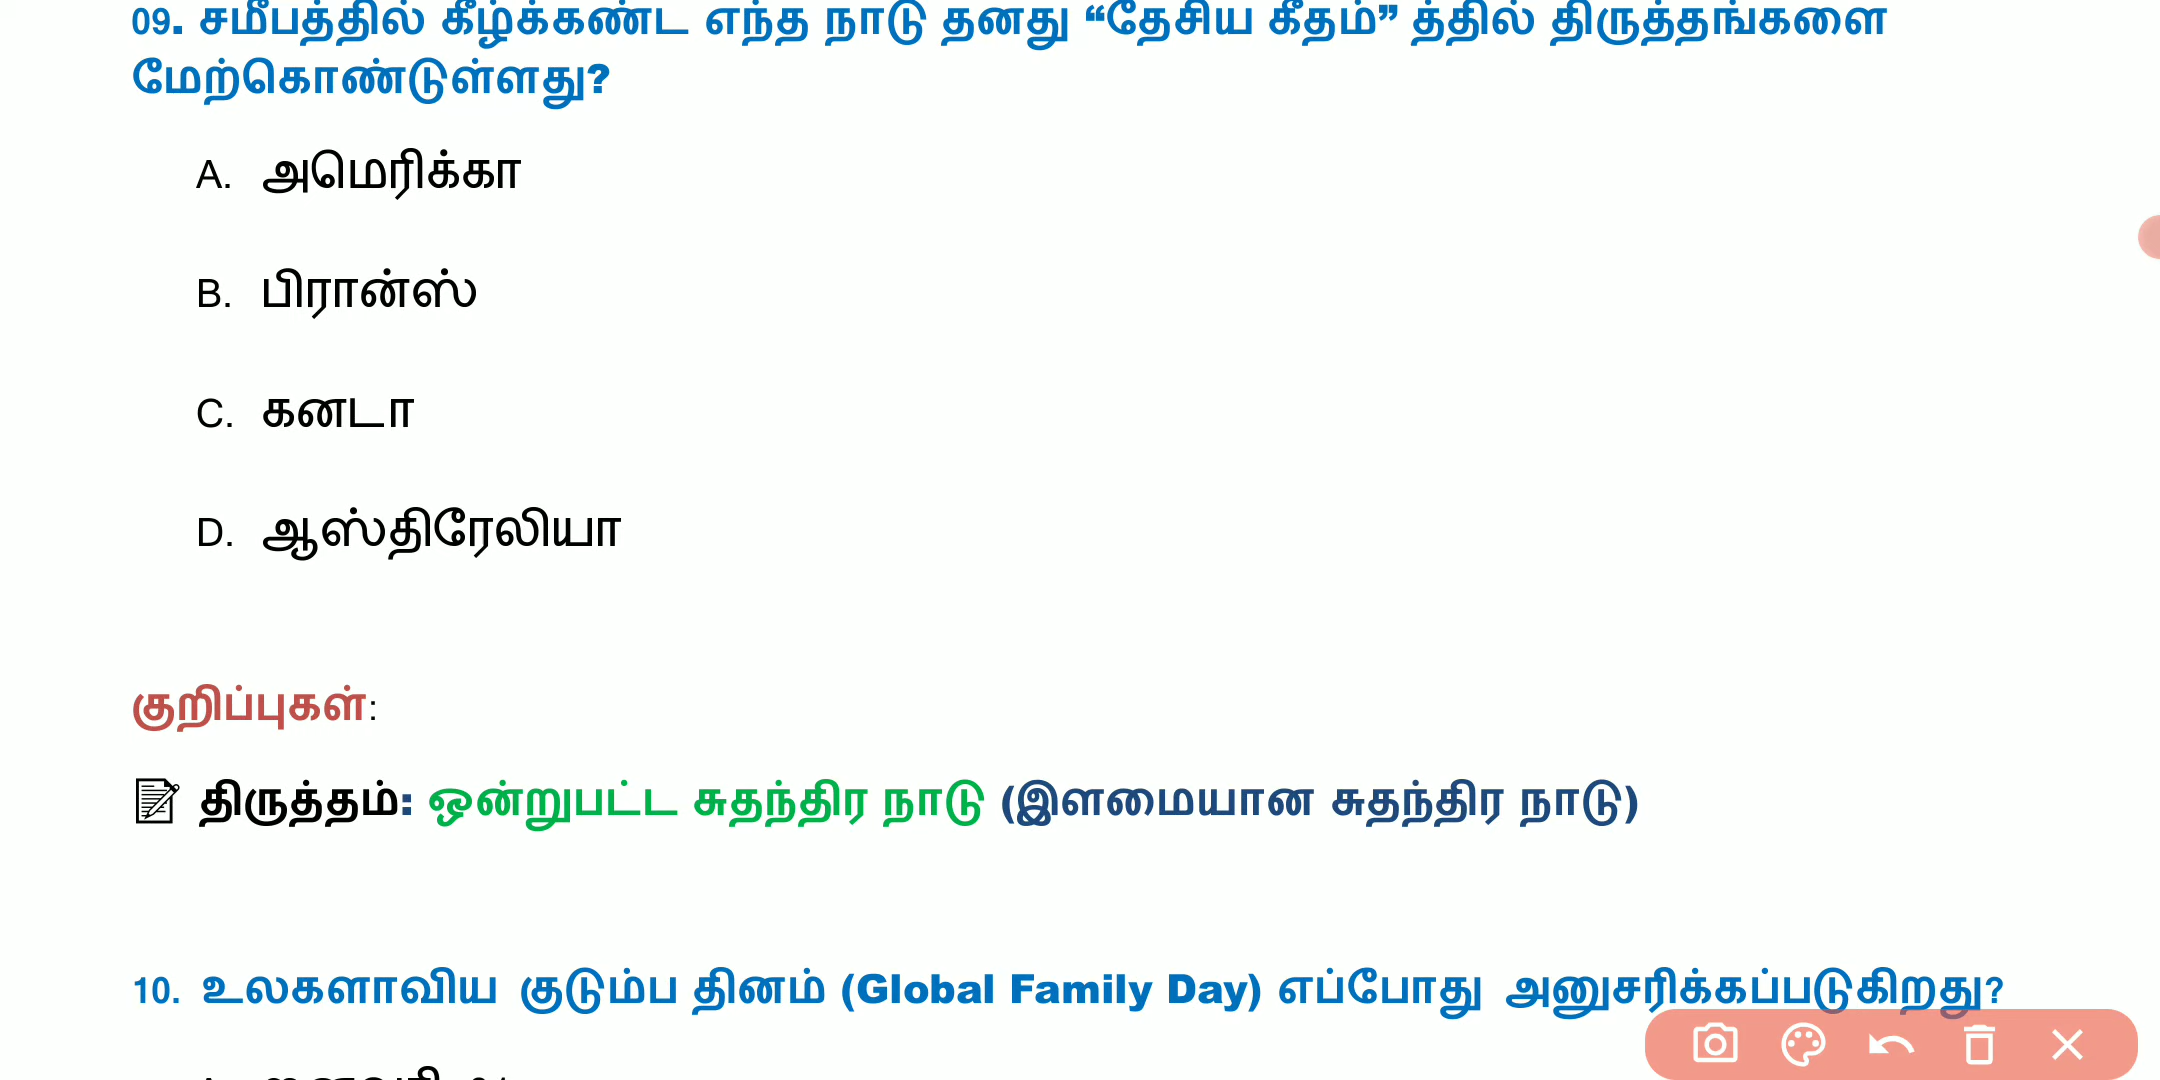 09. சமீபத்தில் கீழ்க்கண்ட எந்த நாடு தனது “தேசிய கீதம்” த்தில் திருத்தங்களை
மேற்கொண்டுள்ளது?
A. அமெரிக்கா
B. பிரான்ஸ்
C. கனடா
D. ஆஸ்திரேலியா
குறிப்புகள்:
திருத்தம்: ஒன்றுபட்ட சுதந்திர நாடு (இளமையான சுதந்திர நாடு)
10. உலகளாவிய குடும்ப தினம் (Global Family Day) எப்போது அனுசரிக்கப்படுகிறது?